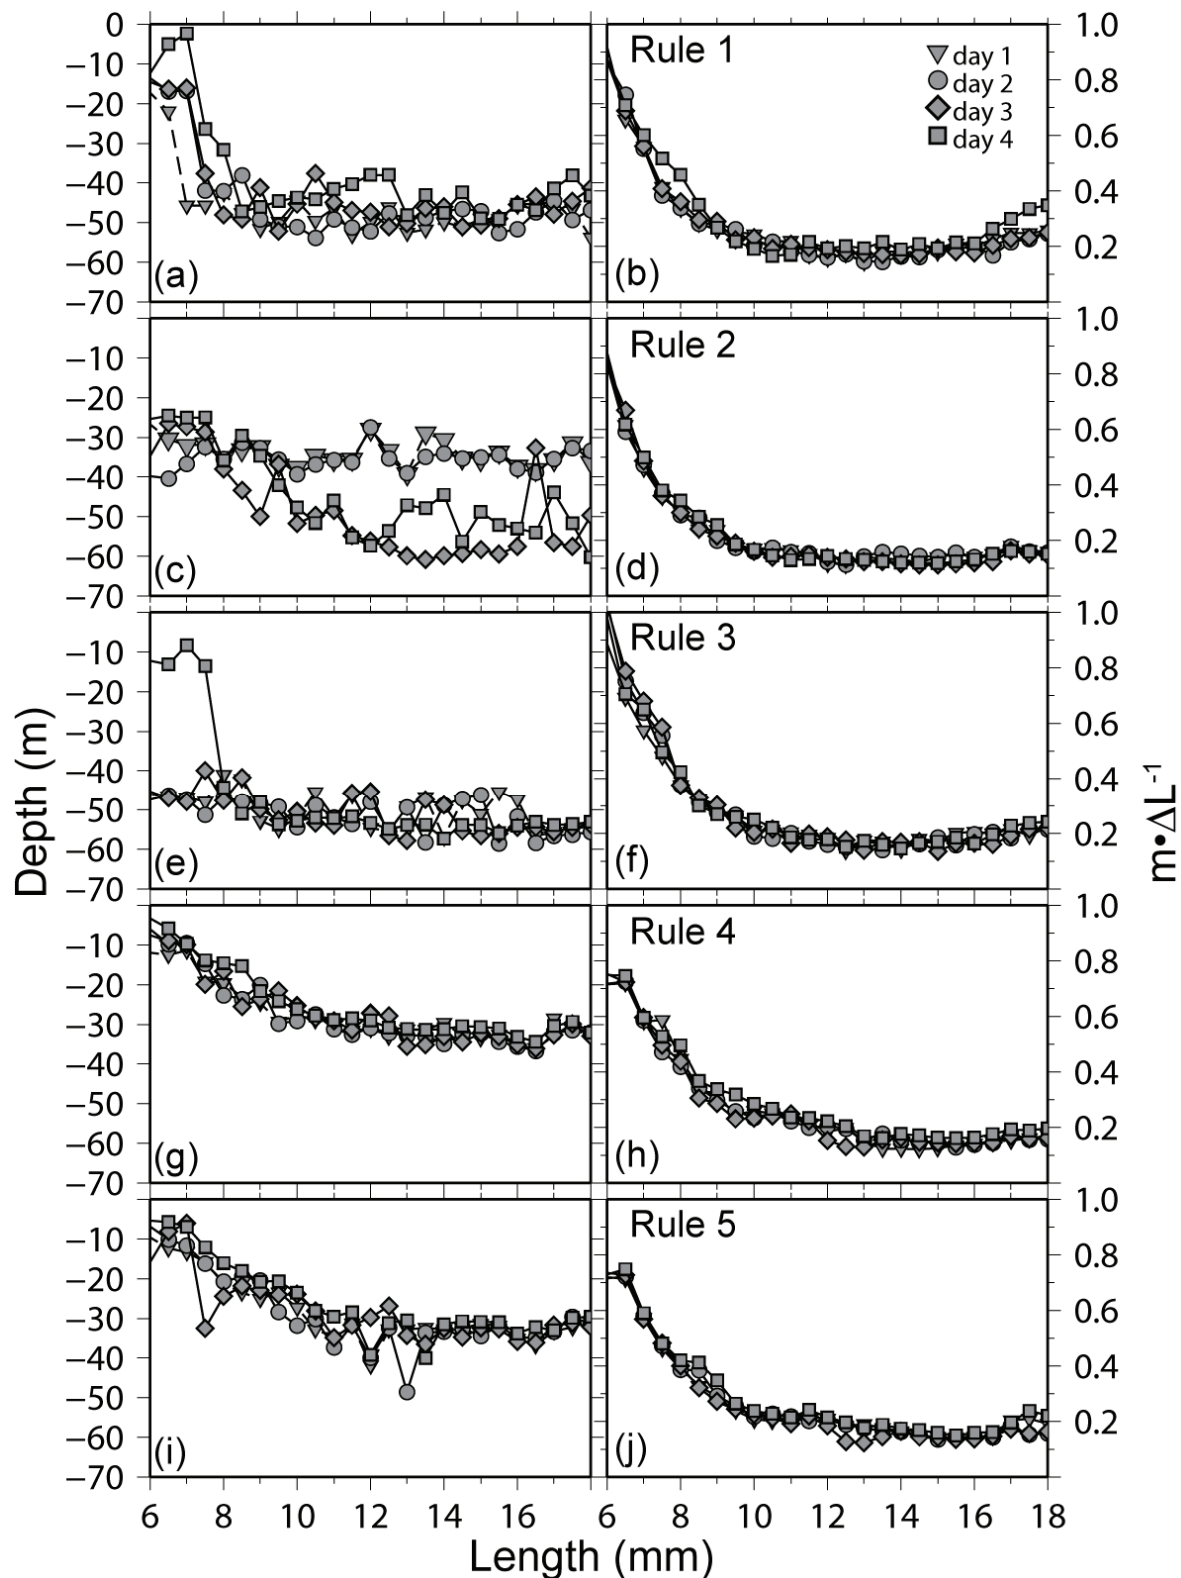 0
−10
−20
−30
−40
−50
−60
−70
(a)
Rule 1
day 1
day 2
day 3
day 4
(b)
1.0
0.8
0.6
0.4
0.2
−10
−20
−30
−40
−50
−60
−70
(c)
Rule 2
(d)
1.0
0.8
0.6
0.4
0.2
−10
−20
−30
−40
−50
−60
−70
(e)
Rule 3
(f)
1.0
0.8
0.6
0.4
0.2
Depth (m)
m•ΔL⁻¹
−10
−20
−30
−40
−50
−60
−70
(g)
Rule 4
(h)
1.0
0.8
0.6
0.4
0.2
−10
−20
−30
−40
−50
−60
−70
(i)
Rule 5
(j)
1.0
0.8
0.6
0.4
0.2
6 8 10 12 14 16 6 8 10 12 14 16 18
Length (mm)